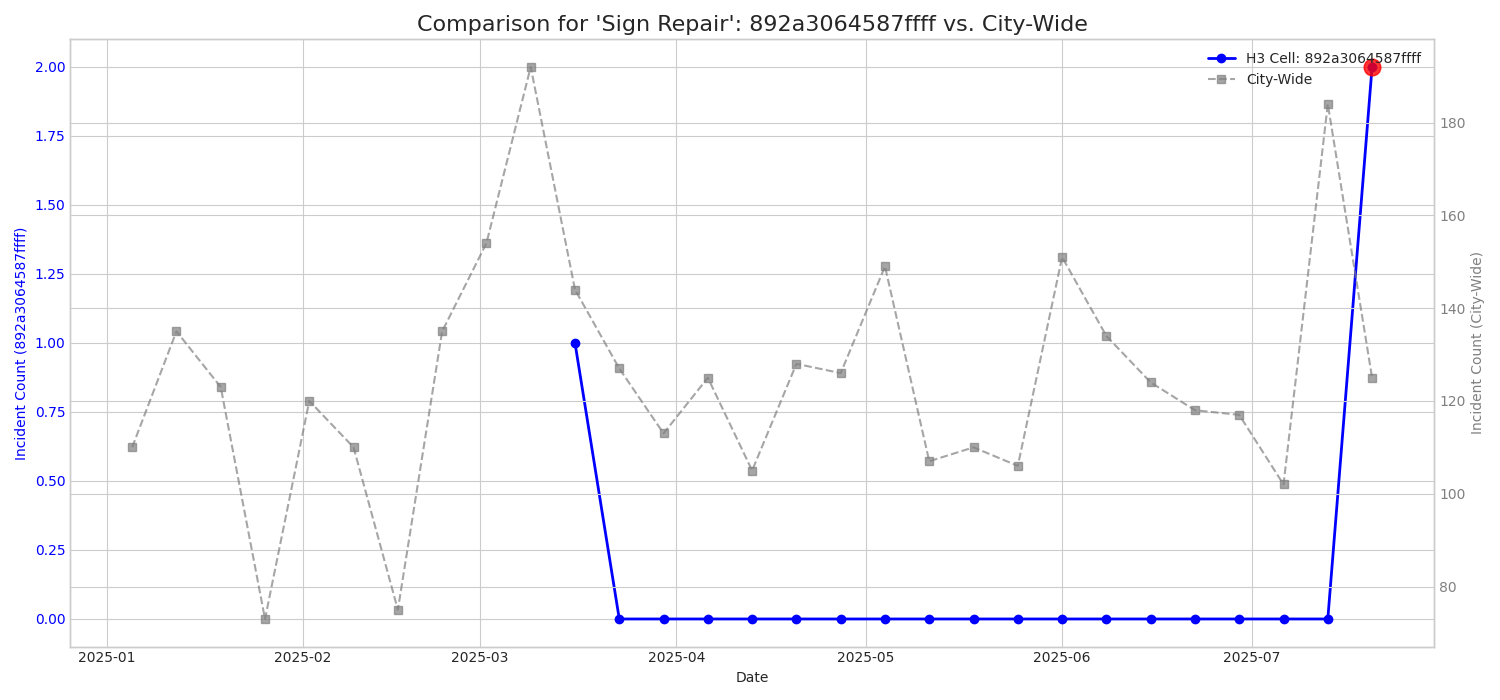 Comparison for 'Sign Repair': 892a3064587ffff vs. City-Wide
H3 Cell: 892a3064587ffff
City-Wide
Incident Count (892a3064587ffff)
2.00
1.75
1.50
1.25
1.00
0.75
0.50
0.25
0.00
180
160
140
120
100
80
Incident Count (City-Wide)
2025-01 2025-02 2025-03 2025-04 2025-05 2025-06 2025-07
Date